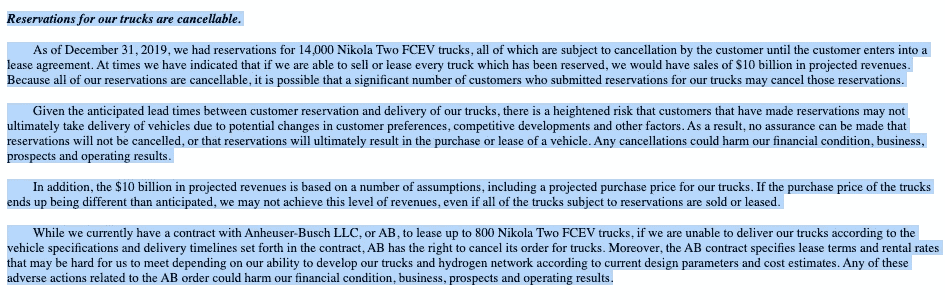 Reservations for our trucks are cancellable.
As of December 31, 2019, we had reservations for 14,000 Nikola Two FCEV trucks, all of which are subject to cancellation by the customer until the customer enters into a
lease agreement. At times we have indicated that if we are able to sell or lease every truck which has been reserved, we would have sales of $10 billion in projected revenues.
Because all of our reservations are cancellable, it is possible that a significant number of customers who submitted reservations for our trucks may cancel those reservations.
Given the anticipated lead times between customer reservation and delivery of our trucks, there is a heightened risk that customers that have made reservations may not
ultimately take delivery of vehicles due to potential changes in customer preferences, competitive developments and other factors. As a result, no assurance can be made that
reservations will not be cancelled, or that reservations will ultimately result in the purchase or lease of a vehicle. Any cancellations could harm our financial condition, business,
prospects and operating results.
In addition, the $10 billion in projected revenues is based on a number of assumptions, including a projected purchase price for our trucks. If the purchase price of the trucks
ends up being different than anticipated, we may not achieve this level of revenues, even if all of the trucks subject to reservations are sold or leased.
While we currently have a contract with Anheuser-Busch LLC, or AB, to lease up to 800 Nikola Two FCEV trucks, if we are unable to deliver our trucks according to the
vehicle specifications and delivery timelines set forth in the contract, AB has the right to cancel its order for trucks. Moreover, the AB contract specifies lease terms and rental rates
that may be hard for us to meet depending on our ability to develop our trucks and hydrogen network according to current design parameters and cost estimates. Any of these
adverse actions related to the AB order could harm our financial condition, business, prospects and operating results.